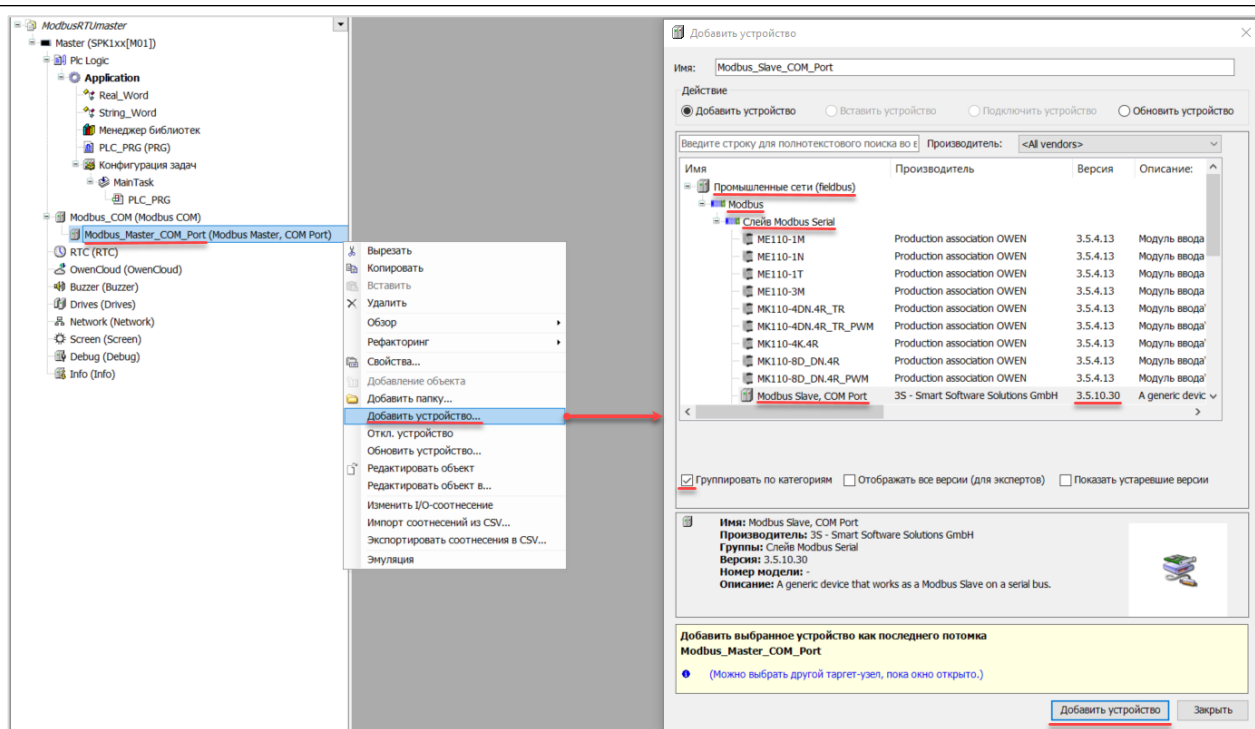 ModbusRTUmaster
Master (SPK1xx[M01])
Plc Logic
Application
Real_Word
String_Word
Менеджер библиотек
PLC_PRG (PRG)
Конфигурация задач
MainTask
PLC_PRG
Modbus_COM (Modbus COM)
Modbus_Master_COM_Port (Modbus Master, COM Port)
RTC (RTC)
OwenCloud (OwenCloud)
Buzzer (Buzzer)
Drives (Drives)
Network (Network)
Screen (Screen)
Debug (Debug)
Info (Info)
Вырезать
Копировать
Вставить
Удалить
Обзор
Рефакторинг
Свойства...
Добавление объекта
Добавить папку...
Добавить устройство...
Откл. устройство
Обновить устройство...
Редактировать объект
Редактировать объект в...
Изменить I/O-соотнесение
Импорт соотнесений из CSV...
Экспортировать соотнесения в CSV...
Эмуляция
Добавить устройство
Имя: Modbus_Slave_COM_Port
Действие
Добавить устройство Вставить устройство Подключить устройство Обновить устройство
Введите строку для полнотекстового поиска во в Производитель: <All vendors>
Имя Производитель Версия Описание:
Промышленные сети (fieldbus)
Modbus
Слейв Modbus Serial
ME110-1M Production association OWEN 3.5.4.13 Модуль ввода
ME110-1N Production association OWEN 3.5.4.13 Модуль ввода
ME110-1T Production association OWEN 3.5.4.13 Модуль ввода
ME110-3M Production association OWEN 3.5.4.13 Модуль ввода
MK110-4DN.4R_TR Production association OWEN 3.5.4.13 Модуль ввода'
MK110-4DN.4R_TR_PWM Production association OWEN 3.5.4.13 Модуль ввода'
MK110-4K.4R Production association OWEN 3.5.4.13 Модуль ввода'
MK110-8D_DN.4R Production association OWEN 3.5.4.13 Модуль ввода'
MK110-8D_DN.4R_PWM Production association OWEN 3.5.4.13 Модуль ввода'
Modbus Slave, COM Port 3S - Smart Software Solutions GmbH 3.5.10.30 A generic devic
Группировать по категориям Отображать все версии (для экспертов) Показать устаревшие версии
Имя: Modbus Slave, COM Port
Производитель: 3S - Smart Software Solutions GmbH
Группы: Слейв Modbus Serial
Версия: 3.5.10.30
Номер модели: -
Описание: A generic device that works as a Modbus Slave on a serial bus.
Добавить выбранное устройство как последнего потомка
Modbus_Master_COM_Port
(Можно выбрать другой таргет-узел, пока окно открыто.)
Добавить устройство Закрыть